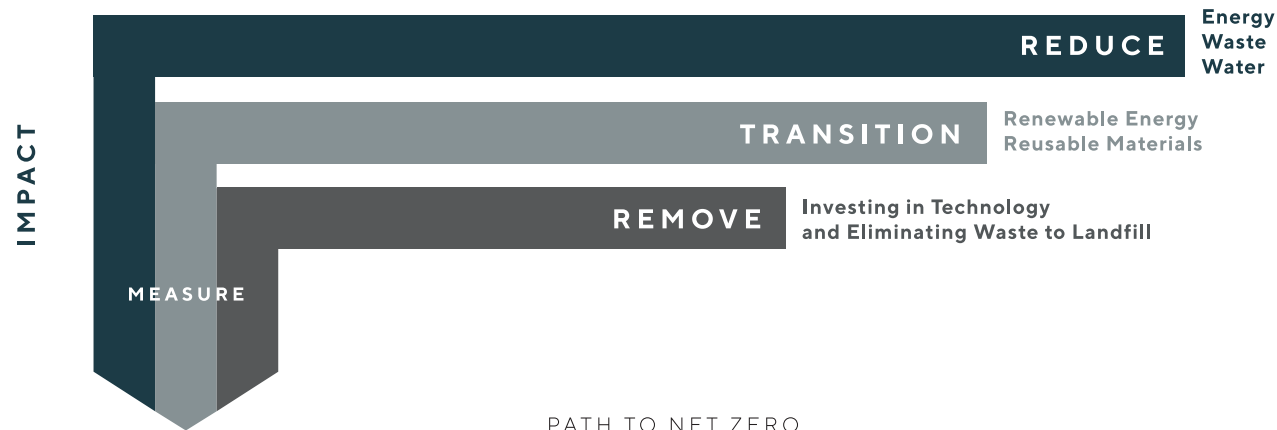 IMPACT
REDUCE
Energy
Waste
Water
TRANSITION
Renewable Energy
Reusable Materials
REMOVE
Investing in Technology
and Eliminating Waste to Landfill
MEASURE
PATH TO NET ZERO